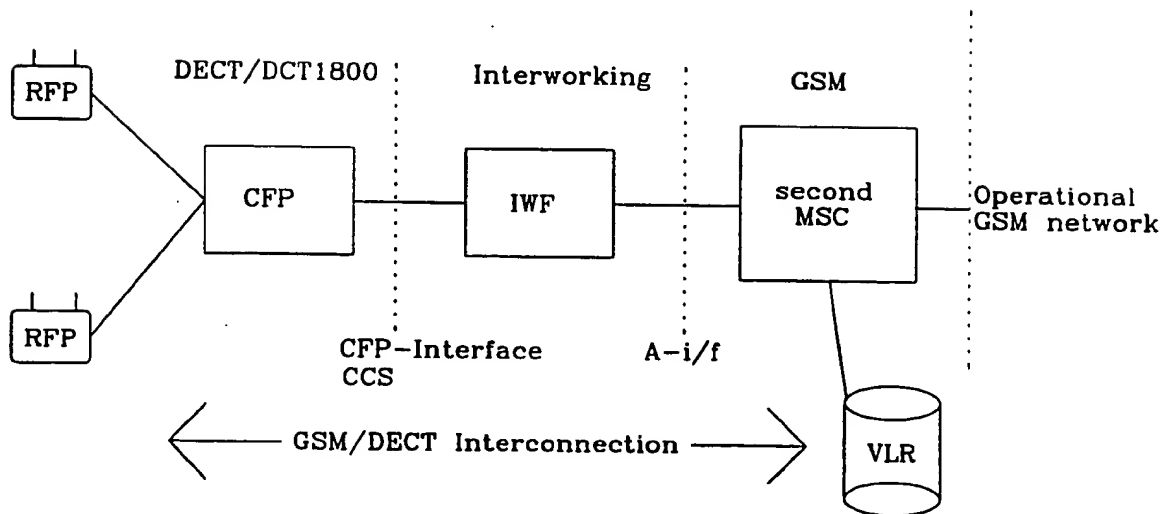 RFP
DECT/DCT1800
Interworking
GSM
CFP
IWF
second
MSC
Operational
GSM network
RFP
CFP-Interface
CCS
A-i/f
GSM/DECT Interconnection
VLR